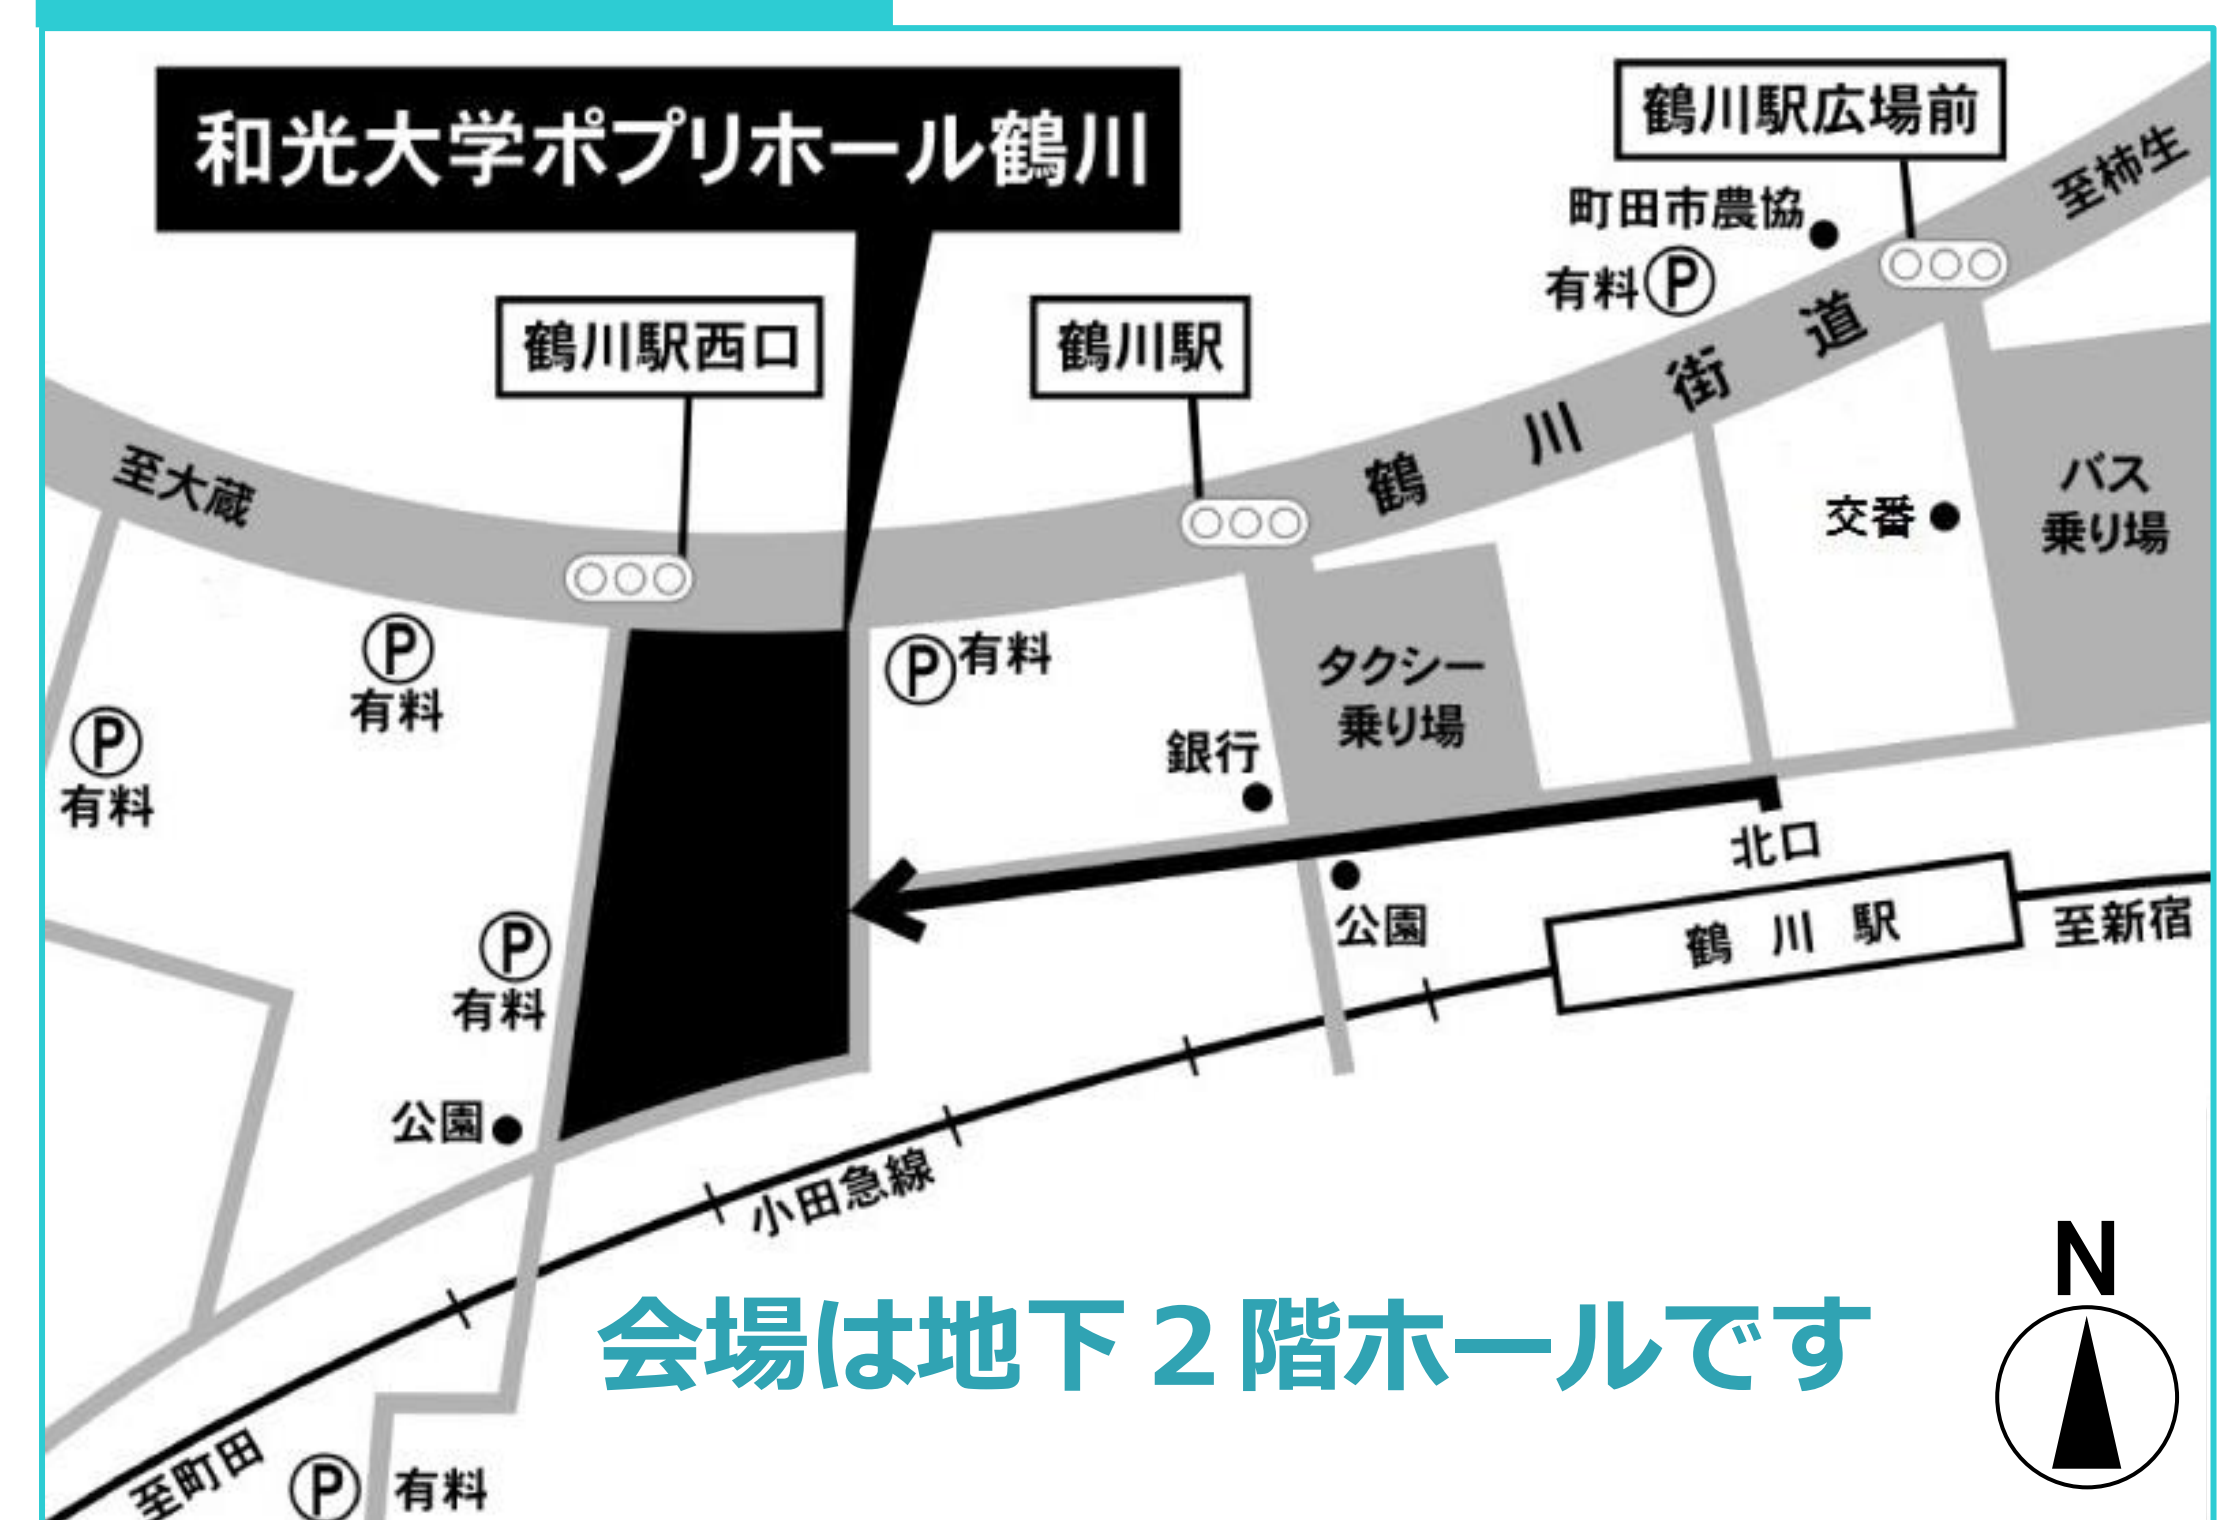 和光大学ポプリホール鶴川
鶴川駅広場前
至柿生
町田市農協
有料 P
鶴川駅西口
鶴川駅
鶴川街道
至大蔵
バス
乗り場
交番
P
有料
P 有料
タクシー
乗り場
銀行
P
有料
北口
公園
鶴川駅
至新宿
P
有料
公園
小田急線
N
会場は地下２階ホールです
至町田
P 有料